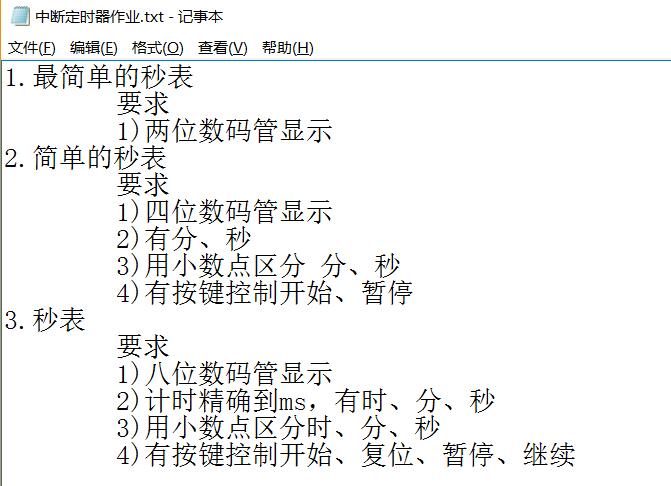 中断定时器作业.txt - 记事本
文件(F) 编辑(E) 格式(O) 查看(V) 帮助(H)
1.最简单的秒表
要求
1)两位数码管显示
2.简单的秒表
要求
1)四位数码管显示
2)有分、秒
3)用小数点区分 分、秒
4)有按键控制开始、暂停
3.秒表
要求
1)八位数码管显示
2)计时精确到ms，有时、分、秒
3)用小数点区分时、分、秒
4)有按键控制开始、复位、暂停、继续